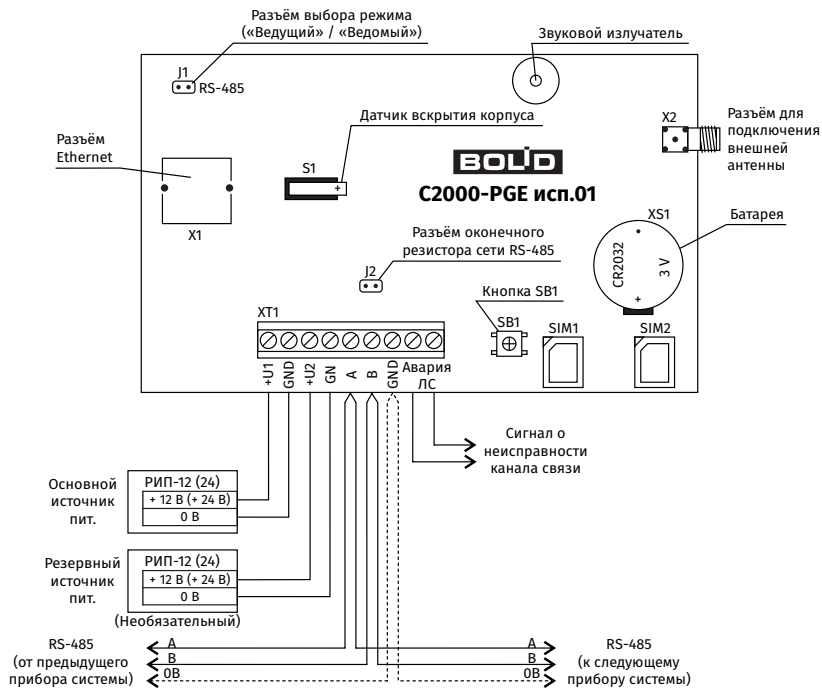 Разъём выбора режима
(«Ведущий” / «Ведомый”)
Звуковой излучатель
J1
RS-485
Датчик вскрытия корпуса
X2
Разъём для
подключения
внешней
антенны
Разъём
Ethernet
S1
+
BOLID
С2000-PGE исп.01
X1
XS1
Батарея
Разъём оконечного
резистора сети RS-485
J2
CR2032
3 V
+
Кнопка SB1
XT1
SB1
SIM1
SIM2
+U1
GND
+U2
GN
A
B
GND
Авария
ЛС
Сигнал о
неисправности
канала связи
Основной
источник
пит.
РИП-12 (24)
+ 12 В (+ 24 В)
0 В
Резервный
источник
пит.
РИП-12 (24)
+ 12 В (+ 24 В)
0 В
(Необязательный)
RS-485
(от предыдущего
прибора системы)
A
B
0В
A
B
0В
RS-485
(к следующему
прибору системы)